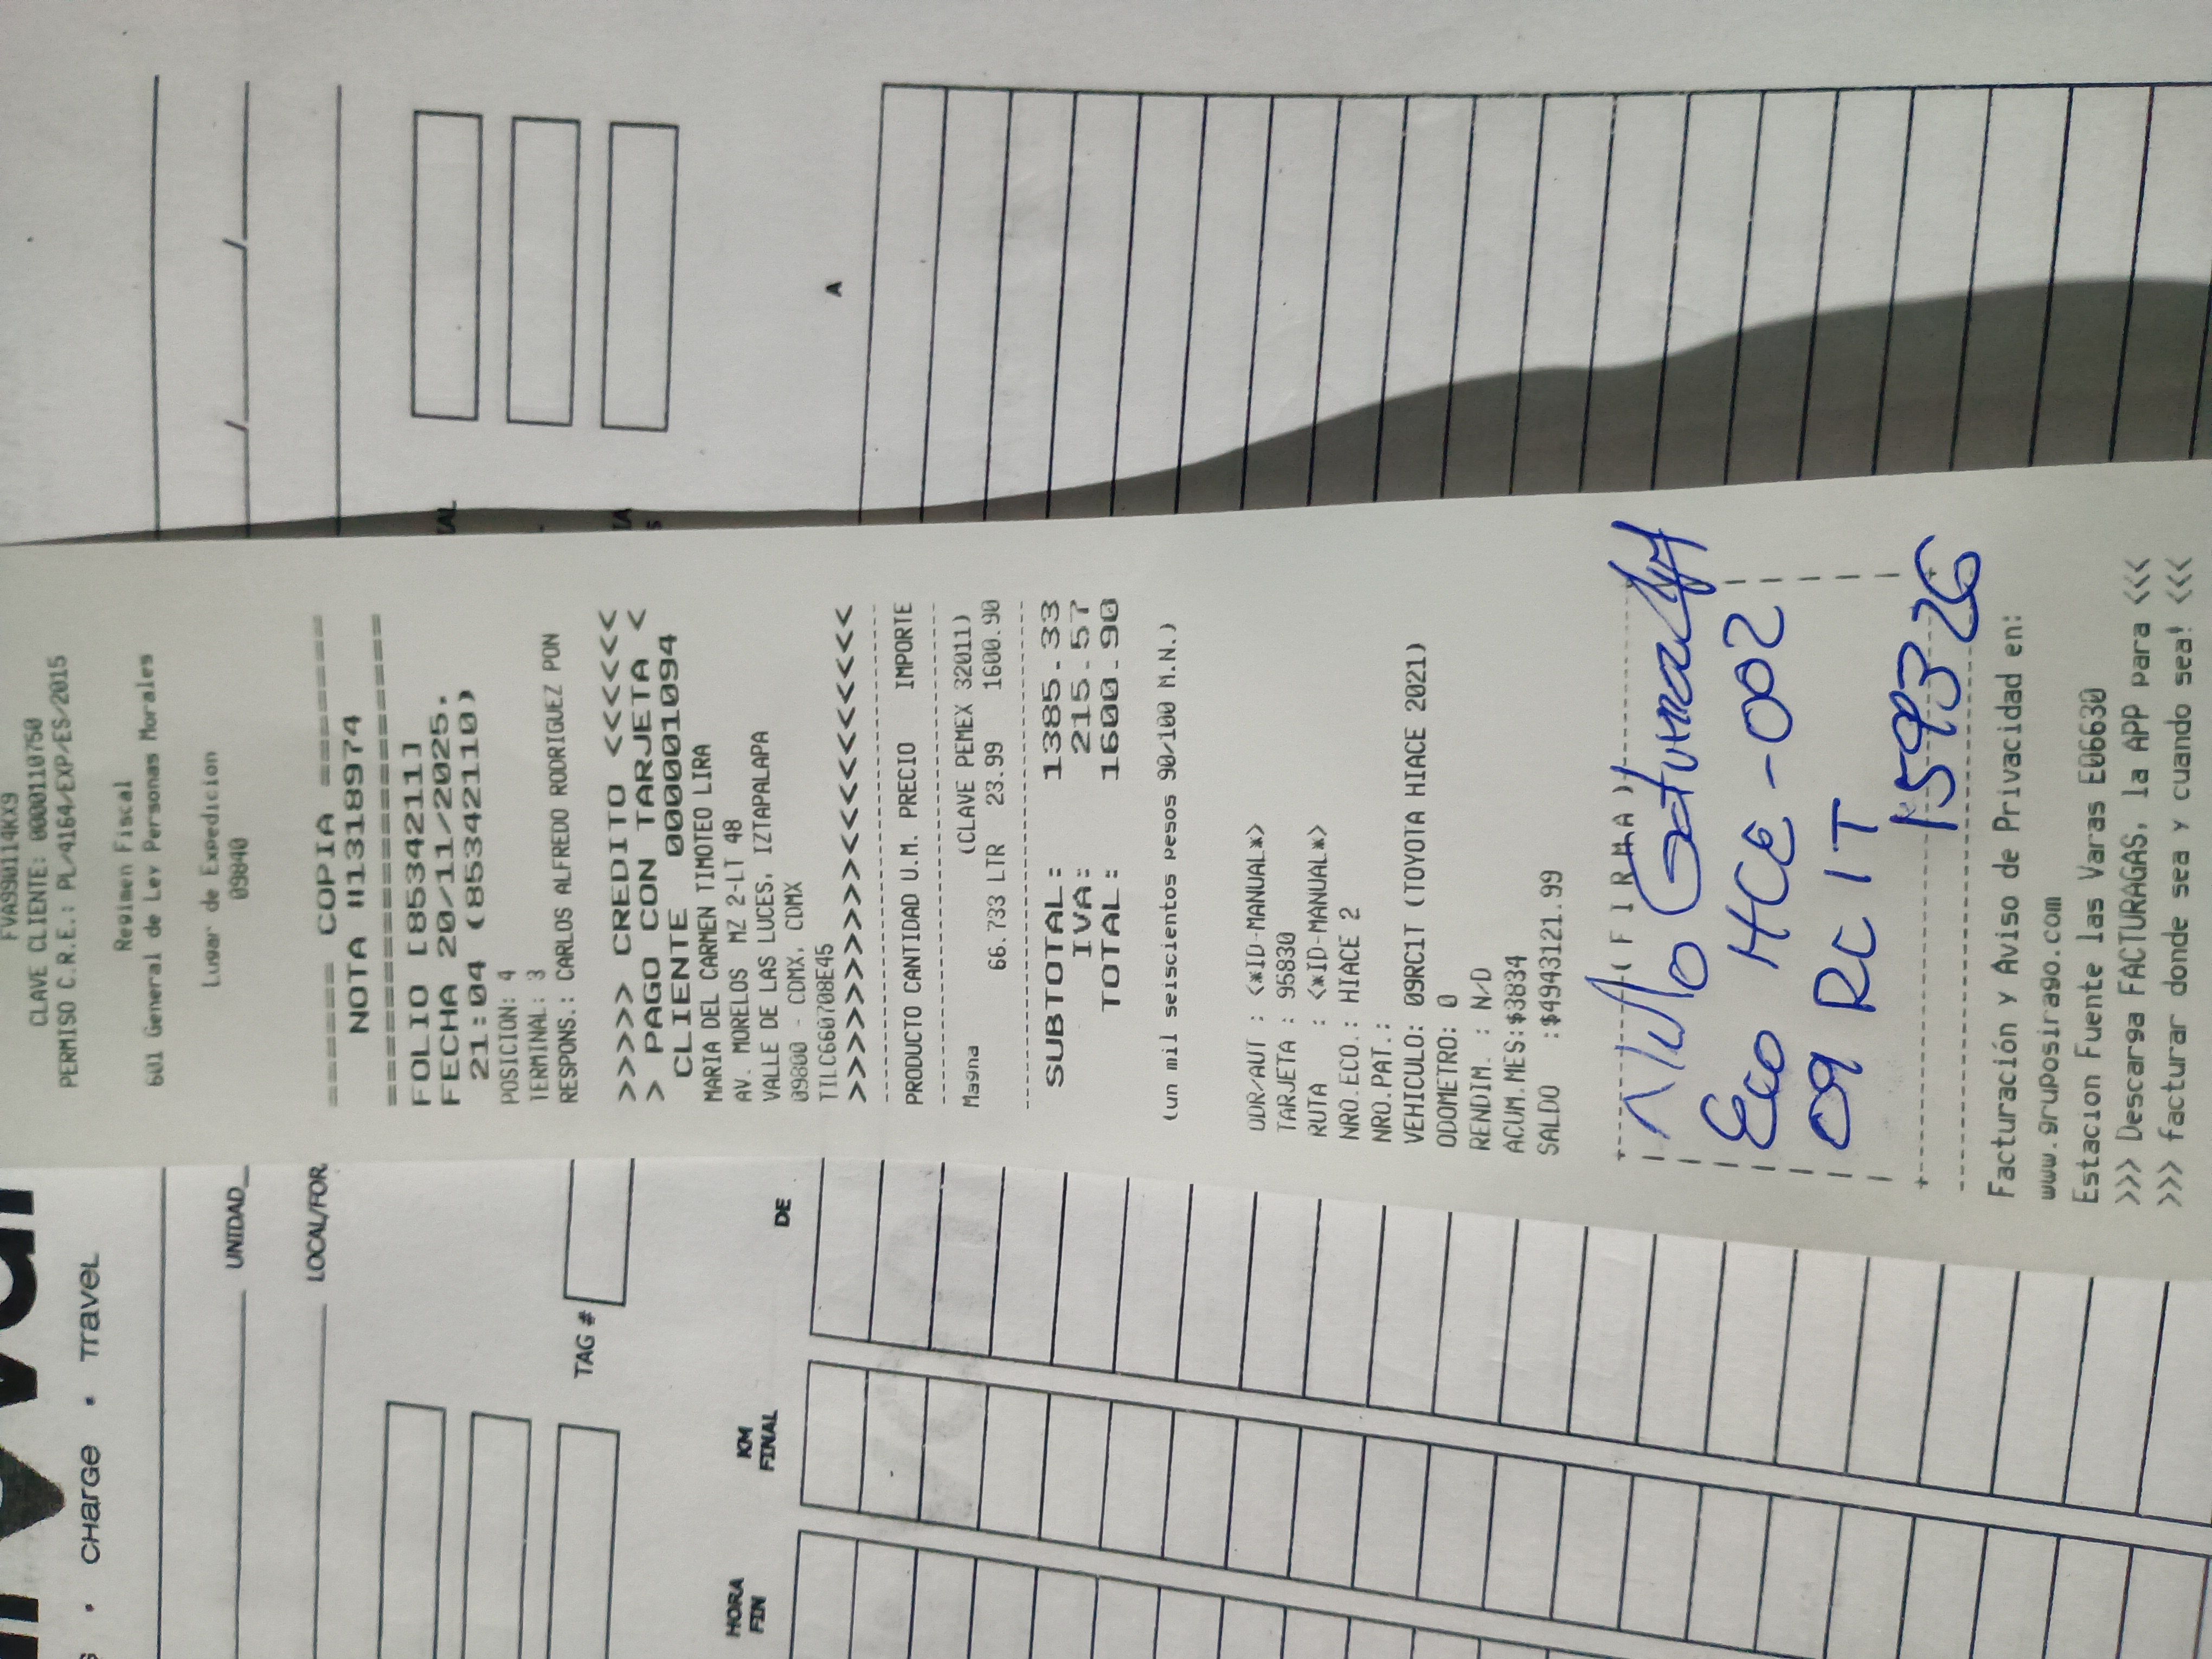 FVA990114KX9
CLAVE CLIENTE: 0000110750
PERMISO C.R.E.: PL/4164/EXP/ES/2015
Regimen Fiscal
601 General de Ley Personas Morales
Lugar de Expedicion
09840
====== COPIA =======
NOTA #13318974
====================
FOLIO [8534211]
FECHA 20/11/2025.
21:04 (85342110)
POSICION: 4
TERMINAL: 3
RESPONS.: CARLOS ALFREDO RODRIGUEZ PON
>>>>> CREDITO <<<<<<
> PAGO CON TARJETA <
CLIENTE 0000001094
MARIA DEL CARMEN TIMOTEO LIRA
AV. MORELOS MZ 2-LT 48
VALLE DE LAS LUCES, IZTAPALAPA
09800 - CDMX, CDMX
TILC660708E45
>>>>>>>>>><<<<<<<<<<
PRODUCTO CANTIDAD U.M. PRECIO IMPORTE
Magna (CLAVE PEMEX 32011)
66.733 LTR 23.99 1600.90
SUBTOTAL: 1385.33
IVA: 215.57
TOTAL: 1600.90
(un mil seiscientos pesos 90/100 M.N.)
ODR/AUT : <*ID-MANUAL*>
TARJETA : 95830
RUTA : <*ID-MANUAL*>
NRO.ECO.: HIACE 2
NRO.PAT.:
VEHICULO: 09RC1T (TOYOTA HIACE 2021)
ODOMETRO: 0
RENDIM. : N/D
ACUM.MES:$3834
SALDO :$4943121.99
(F I R M A)
Eco HCE-002
09 RC 1T
159326
Facturación y Aviso de Privacidad en:
www.gruposirago.com
Estacion Fuente las Varas E06630
>>> Descarga FACTURAGAS, la APP para <<<
>>> facturar donde sea y cuando sea! <<<
• CHarge • Travel
UNIDAD
LOCAL/FOR
TAG #
HORA FIN
KM FINAL
DE
A